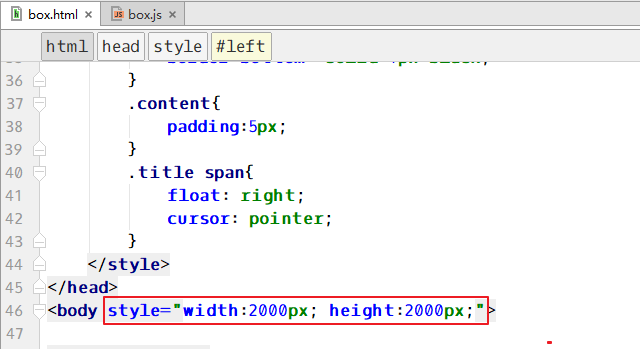 box.html
box.js
html
head
style
#left
36 }
37 .content{
38 padding:5px;
39 }
40 .title span{
41 float: right;
42 cursor: pointer;
43 }
44 </style>
45 </head>
46 <body style="width:2000px; height:2000px;">
47